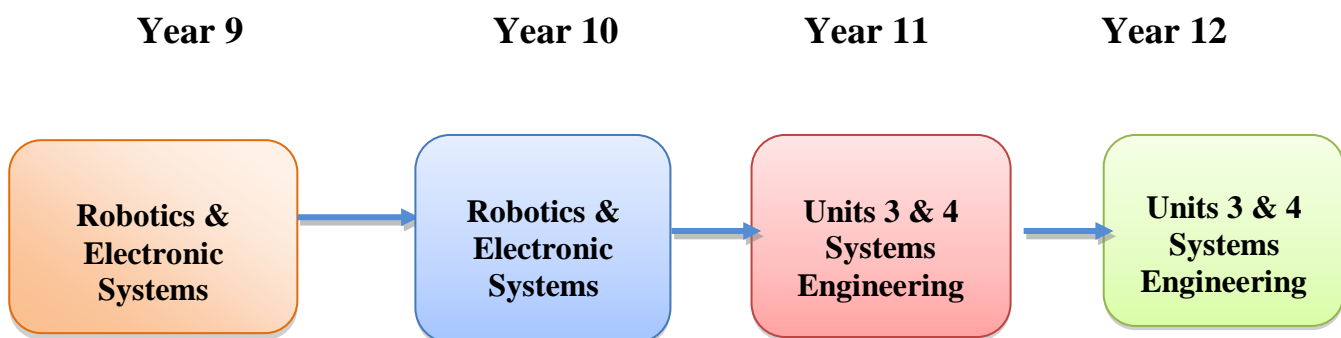 Year 9
Year 10
Year 11
Year 12
Robotics &
Electronic
Systems
Robotics &
Electronic
Systems
Units 3 & 4
Systems
Engineering
Units 3 & 4
Systems
Engineering